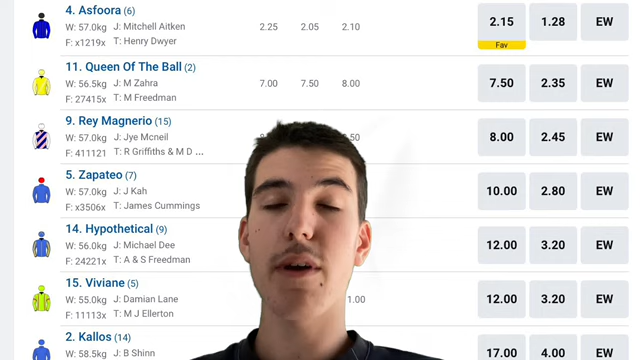 4. Asfoora (6)
W: 57.0kg J: Mitchell Aitken 2.25 2.05 2.10 2.15 1.28 EW
F: x1219x T: Henry Dwyer Fav
11. Queen Of The Ball (2)
W: 56.5kg J: M Zahra 7.00 7.50 8.00 7.50 2.35 EW
F: 27415x T: M Freedman
9. Rey Magnerio (15)
W: 57.0kg J: Jye Mcneil 8.00 2.45 EW
F: 411121 T: R Griffiths & M D ...
5. Zapateo (7)
W: 57.0kg J: J Kah 10.00 2.80 EW
F: x3506x T: James Cummings
14. Hypothetical (9)
W: 56.0kg J: Michael Dee 12.00 3.20 EW
F: 24221x T: A & S Freedman
15. Viviane (5)
W: 55.0kg J: Damian Lane 12.00 3.20 EW
F: 11113x T: M J Ellerton
2. Kallos (14)
W: 58.5kg J: B Shinn 17.00 4.00 EW